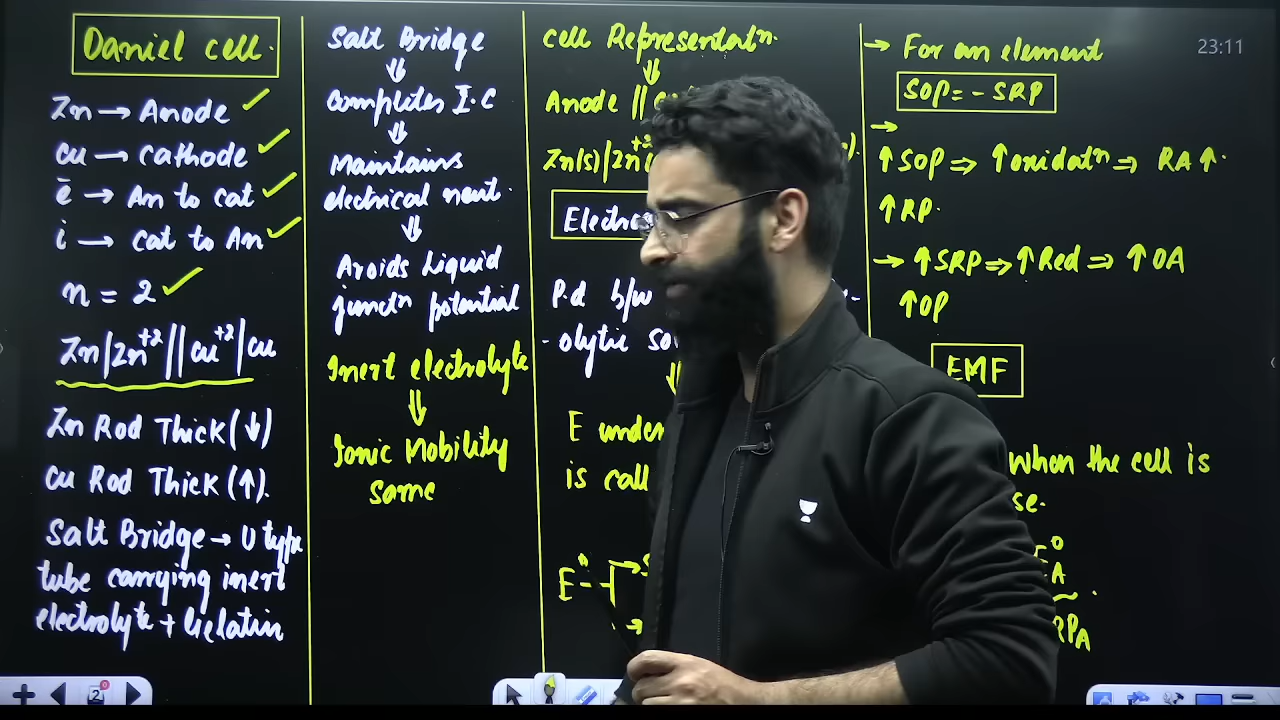 Daniel cell.
Zn → Anode ✓
Cu → cathode ✓
ē → An to cat ✓
i → cat to An ✓
n = 2 ✓
Zn|Zn⁺²||Cu⁺²|Cu
Zn Rod Thick(↓)
Cu Rod Thick(↑).
Salt Bridge → U type
tube carrying inert
electrolyte + Gelatin
Salt Bridge
⇓
Completes I.C
⇓
Maintains
electrical neut.
⇓
Avoids Liquid
junctⁿ potential
Inert electrolyte
⇓
Ionic Mobility
same
Cell Representatⁿ.
⇓
Anode ||
Zn(s)|Zn⁺²
P.d b/w
olytic
⇓
E
is
E° =
→ For an element
SOP = - SRP
→
↑SOP ⇒ ↑oxidatⁿ ⇒ RA↑.
↑RP.
→ ↑SRP ⇒ ↑Red ⇒ ↑OA
↑OP
EMF
When the cell is
23:11
2